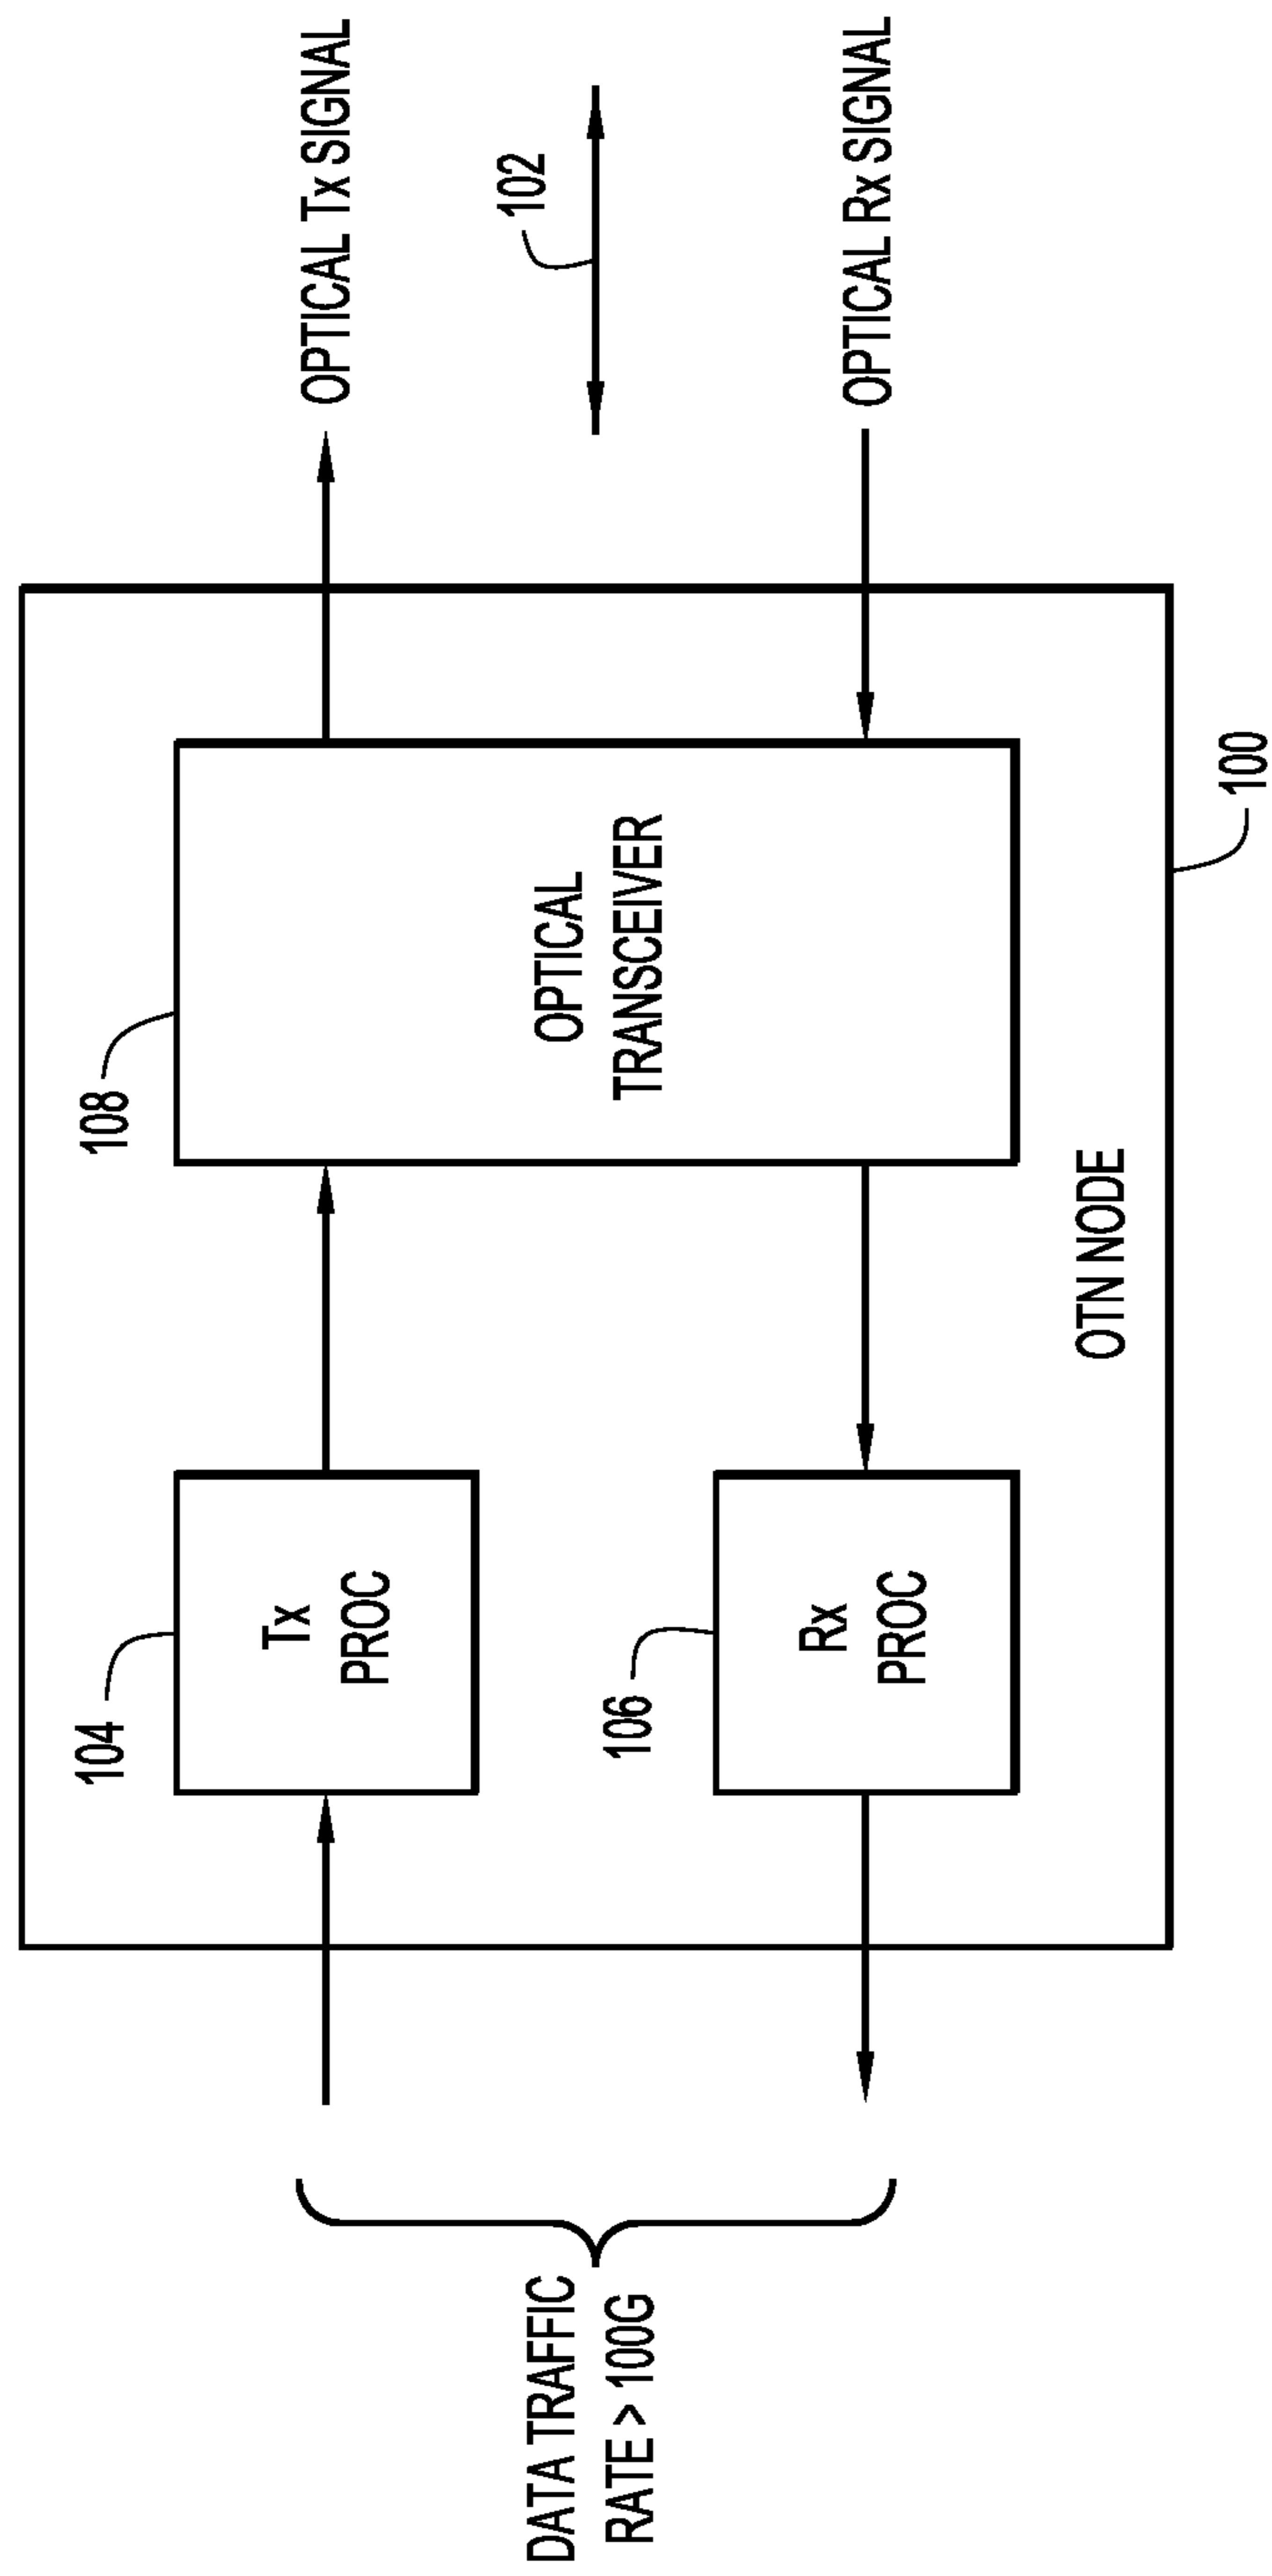 DATA TRAFFIC
RATE > 100G
104
Tx
PROC
106
Rx
PROC
108
OPTICAL
TRANSCEIVER
OTN NODE
100
OPTICAL Tx SIGNAL
102
OPTICAL Rx SIGNAL